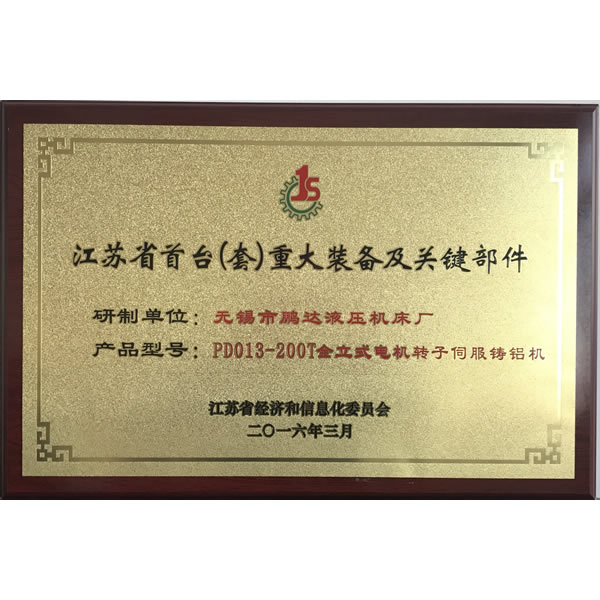 1S
江苏省首台(套)重大装备及关键部件
研制单位：无锡市鹏达液压机床厂
产品型号：PD013-200T全立式电机转子伺服铸铝机
江苏省经济和信息化委员会
二〇一六年三月